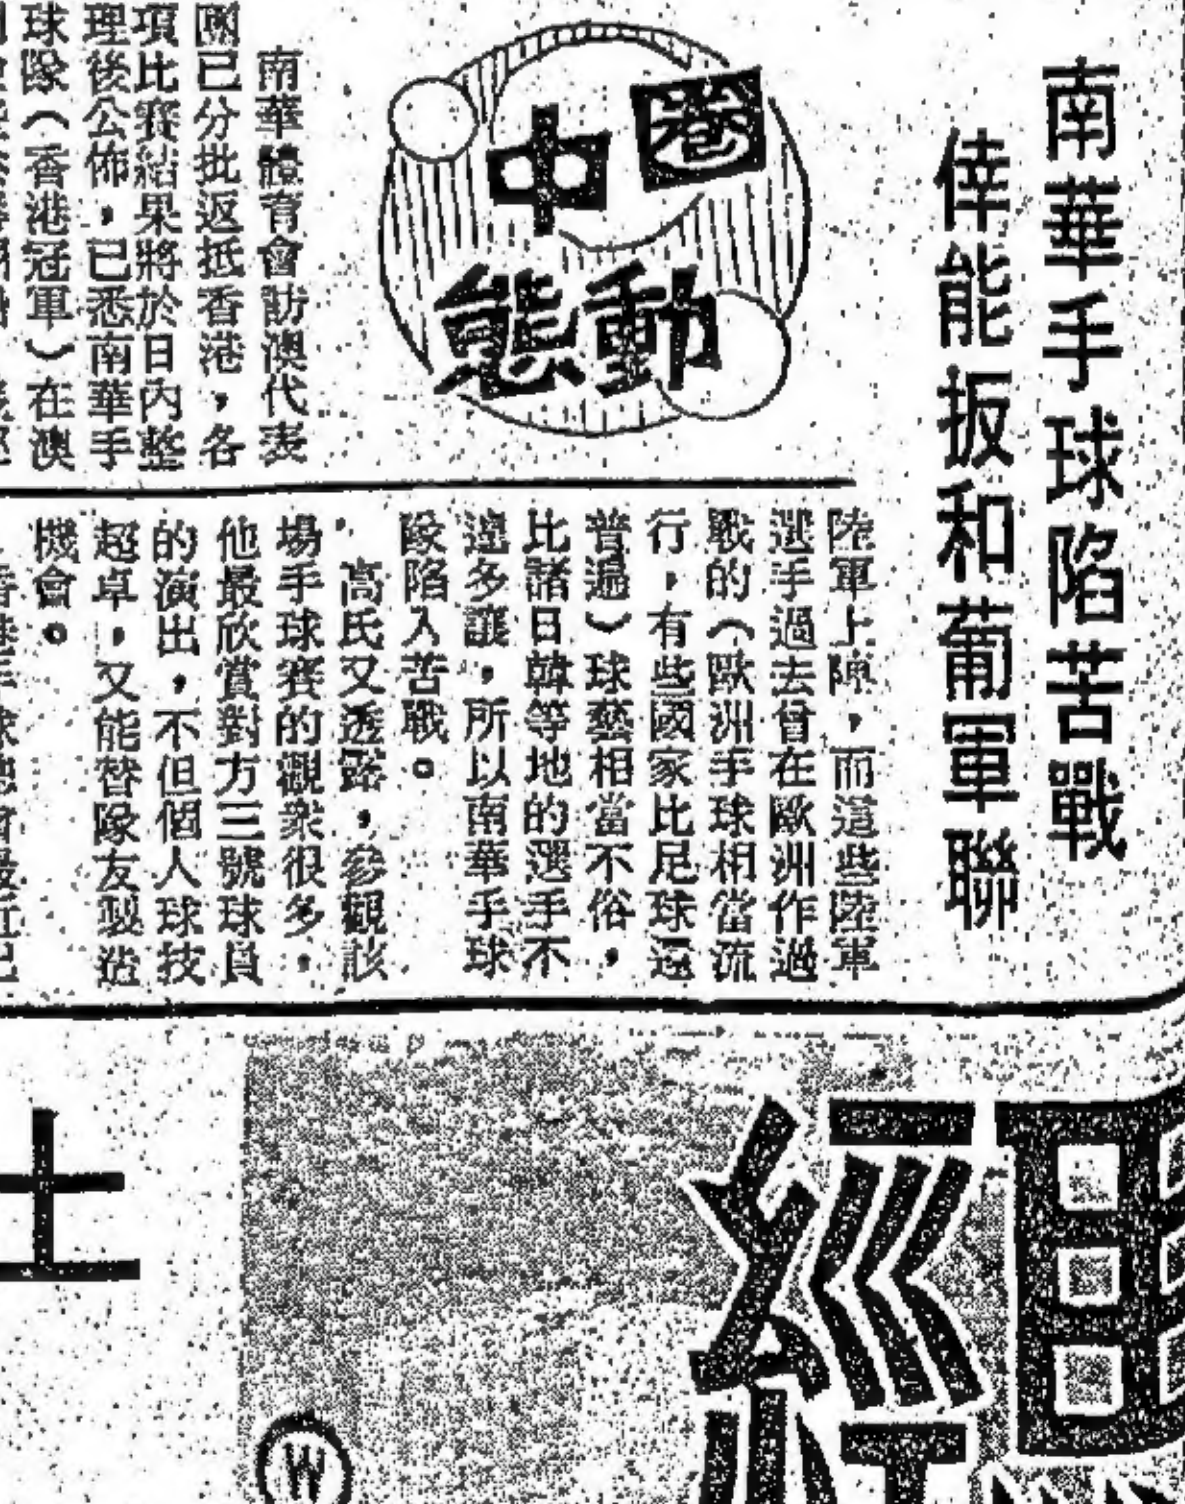 南華手球陷苦戰
倖能扳和葡軍聯
港中動態
南華體育會訪澳代表
團已分批返抵香港，各
項比賽結果將於日內整
理後公佈，已悉南華手
球隊（香港冠軍）在澳
陸軍上陣，而這些陸軍
選手過去曾在歐洲作過
戰的（歐洲手球相當流
行，有些國家比足球還
普遍）球藝相當不俗，
比諸日韓等地的選手不
遑多讓，所以南華手球
隊陷入苦戰。
高氏又透露，參觀該
場手球賽的觀衆很多，
他最欣賞對方三號球員
的演出，不但個人球技
超卓，又能替隊友製造
機會。
經
土
W